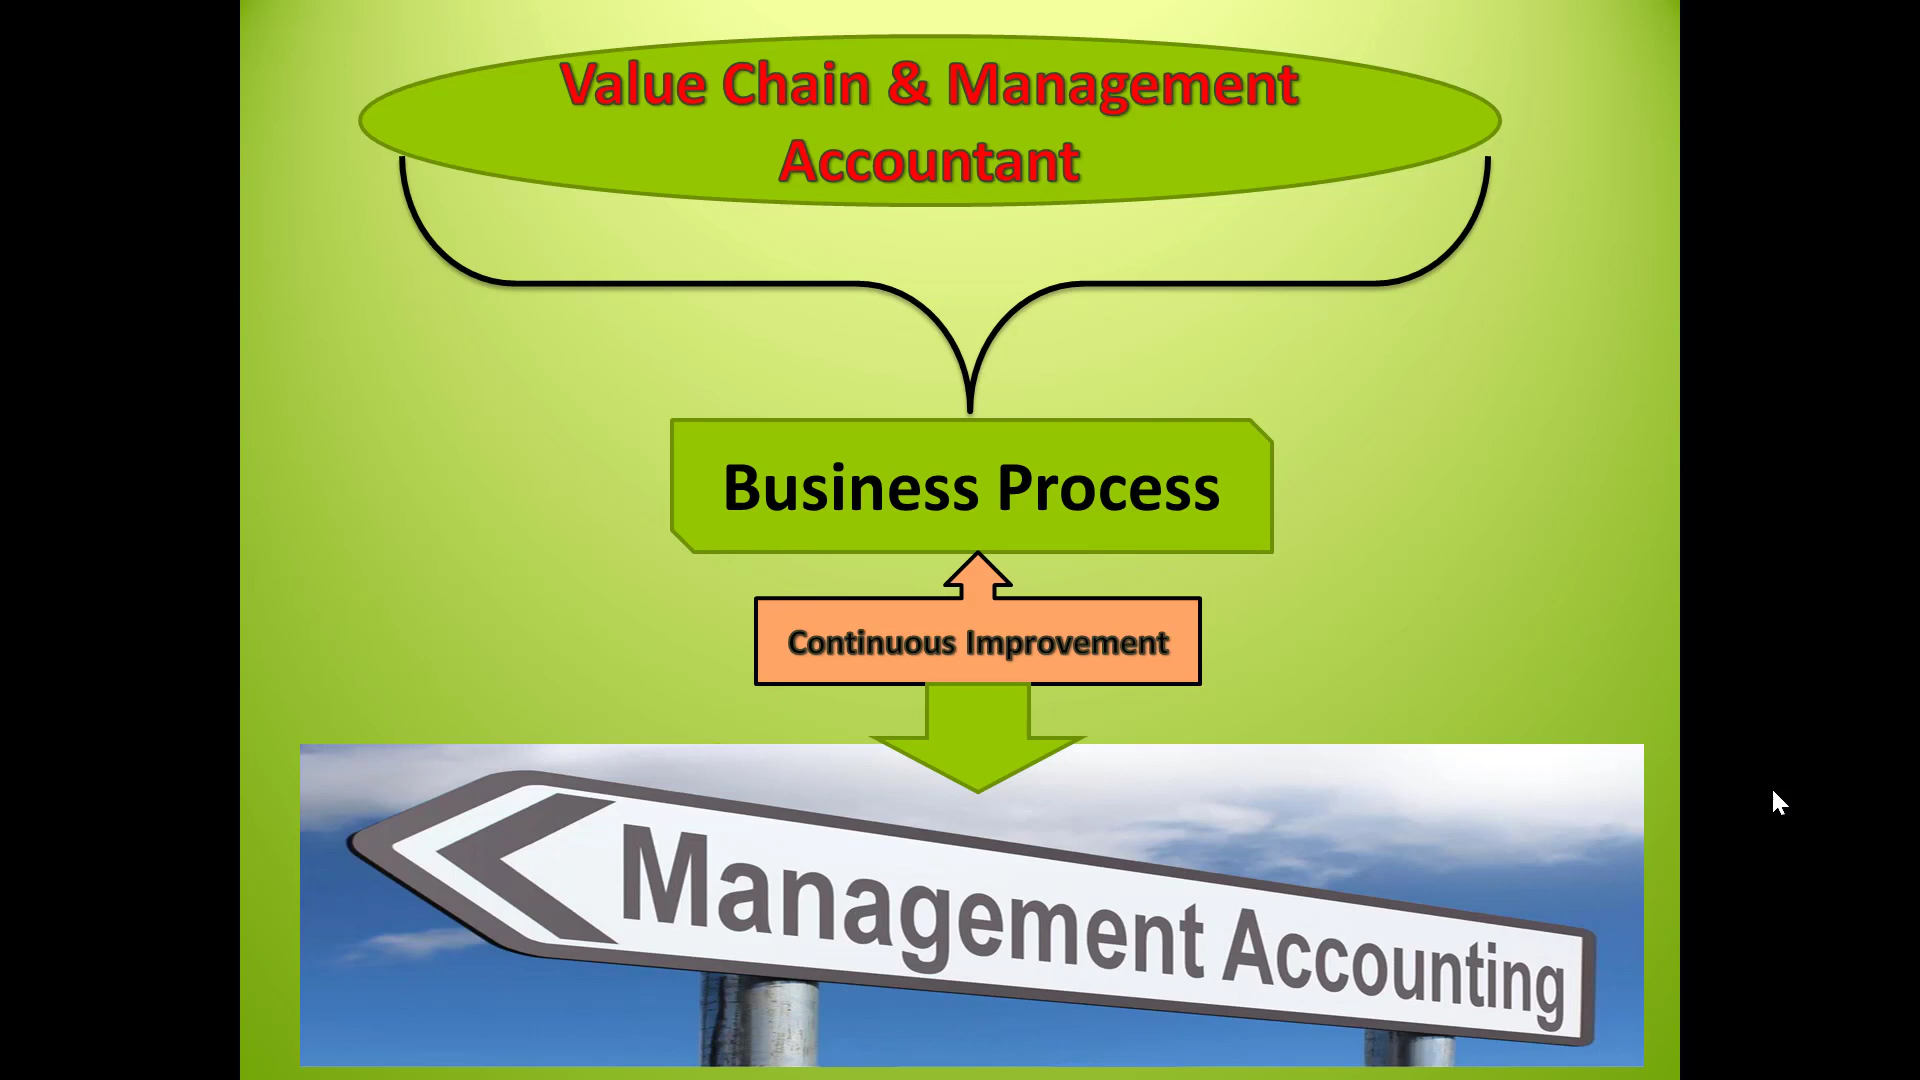 Value Chain & Management
Accountant
Business Process
Continuous Improvement
Management Accounting